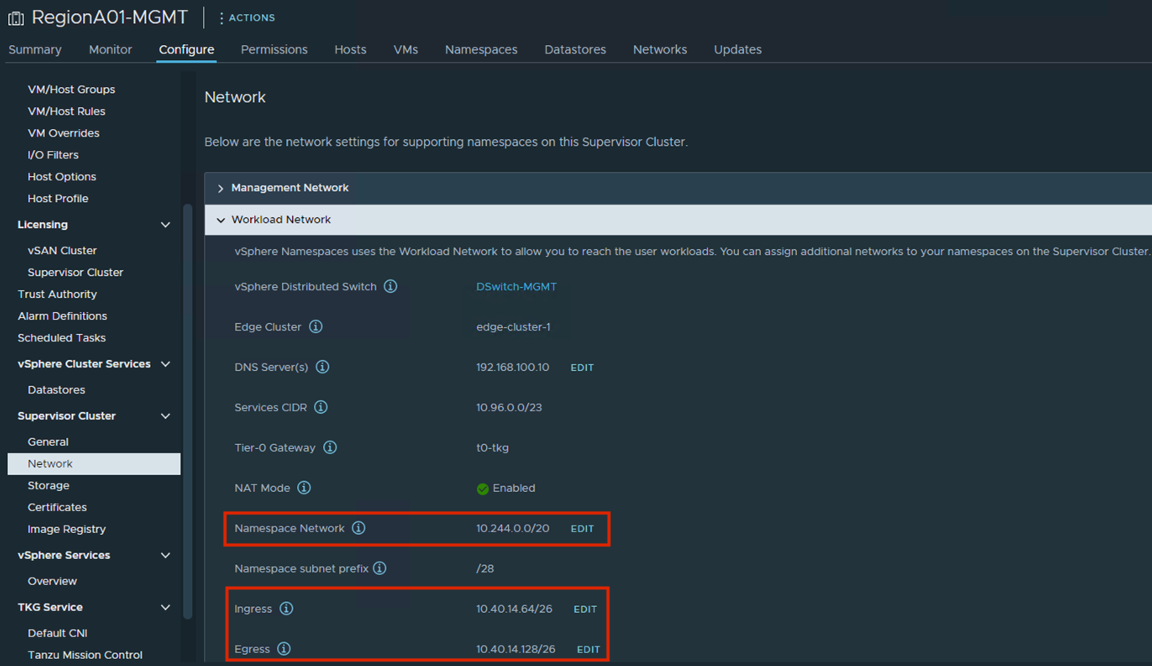 RegionA01-MGMT ACTIONS
Summary Monitor Configure Permissions Hosts VMs Namespaces Datastores Networks Updates
VM/Host Groups
VM/Host Rules
VM Overrides
I/O Filters
Host Options
Host Profile
Licensing
vSAN Cluster
Supervisor Cluster
Trust Authority
Alarm Definitions
Scheduled Tasks
vSphere Cluster Services
Datastores
Supervisor Cluster
General
Network
Storage
Certificates
Image Registry
vSphere Services
Overview
TKG Service
Default CNI
Tanzu Mission Control
Network
Below are the network settings for supporting namespaces on this Supervisor Cluster.
Management Network
Workload Network
vSphere Namespaces uses the Workload Network to allow you to reach the user workloads. You can assign additional networks to your namespaces on the Supervisor Cluster.
vSphere Distributed Switch DSwitch-MGMT
Edge Cluster edge-cluster-1
DNS Server(s) 192.168.100.10 EDIT
Services CIDR 10.96.0.0/23
Tier-0 Gateway t0-tkg
NAT Mode Enabled
Namespace Network 10.244.0.0/20 EDIT
Namespace subnet prefix /28
Ingress 10.40.14.64/26 EDIT
Egress 10.40.14.128/26 EDIT